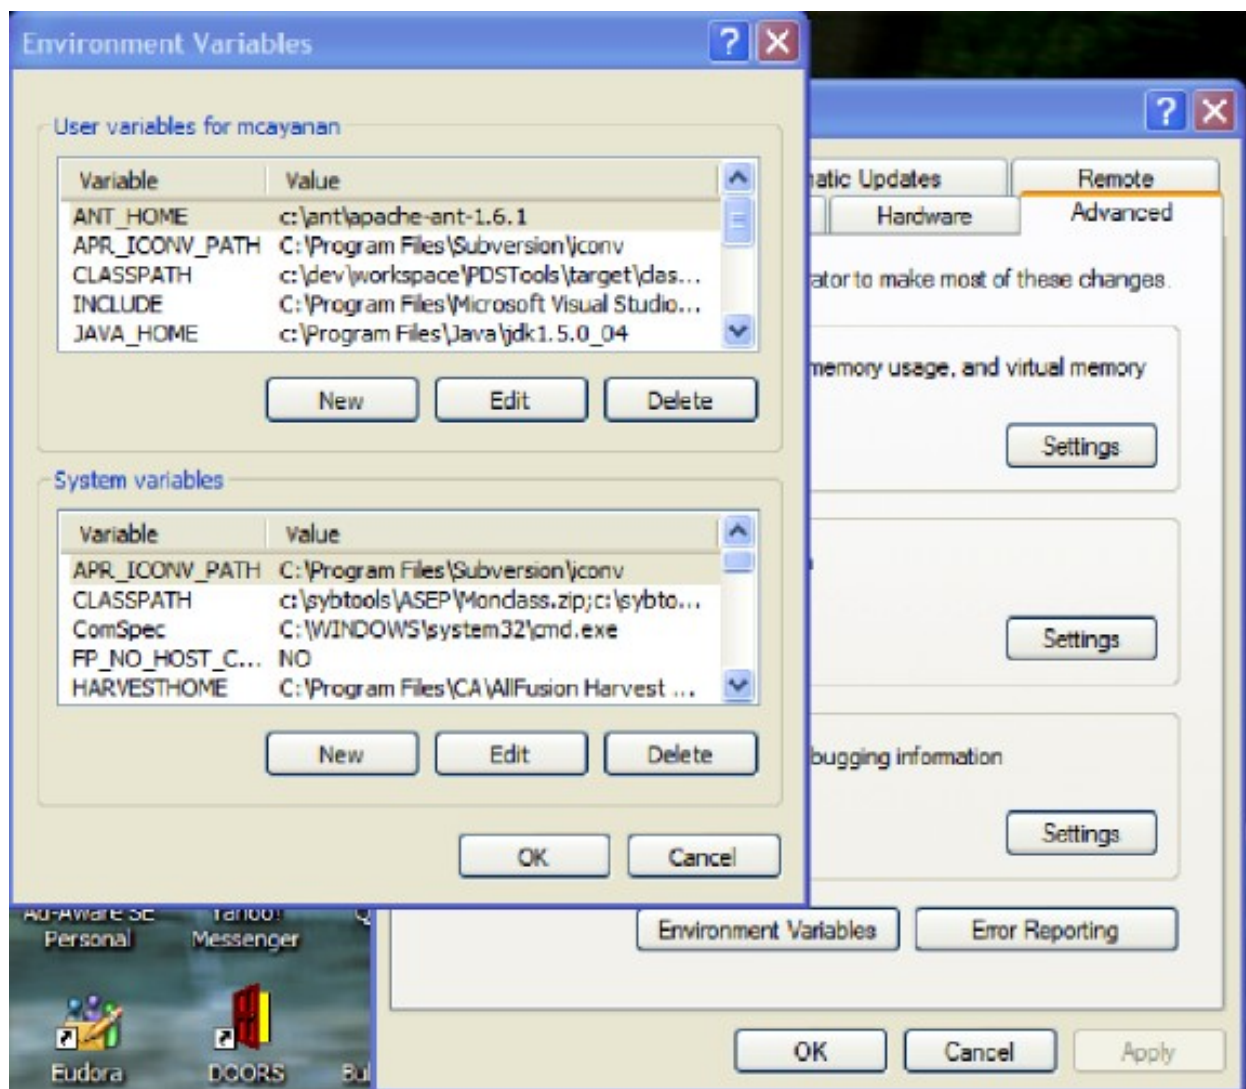 Environment Variables
User variables for mcayanan
Variable Value
ANT_HOME c:\ant\apache-ant-1.6.1
APR_ICONV_PATH C:\Program Files\Subversion\iconv
CLASSPATH c:\dev\workspace\PDSTools\target\clas...
INCLUDE C:\Program Files\Microsoft Visual Studio...
JAVA_HOME c:\Program Files\Java\jdk1.5.0_04
New Edit Delete
System variables
Variable Value
APR_ICONV_PATH C:\Program Files\Subversion\iconv
CLASSPATH c:\sybtools\ASEP\Monclass.zip;c:\sybto...
ComSpec C:\WINDOWS\system32\cmd.exe
FP_NO_HOST_C... NO
HARVESTHOME C:\Program Files\CA\AllFusion Harvest ...
New Edit Delete
OK Cancel
matic Updates Remote
Hardware Advanced
ator to make most of these changes.
memory usage, and virtual memory
Settings
Settings
bugging information
Settings
Environment Variables Error Reporting
OK Cancel Apply
Ad-Aware SE
Personal
Yahoo!
Messenger
Eudora
DOORS